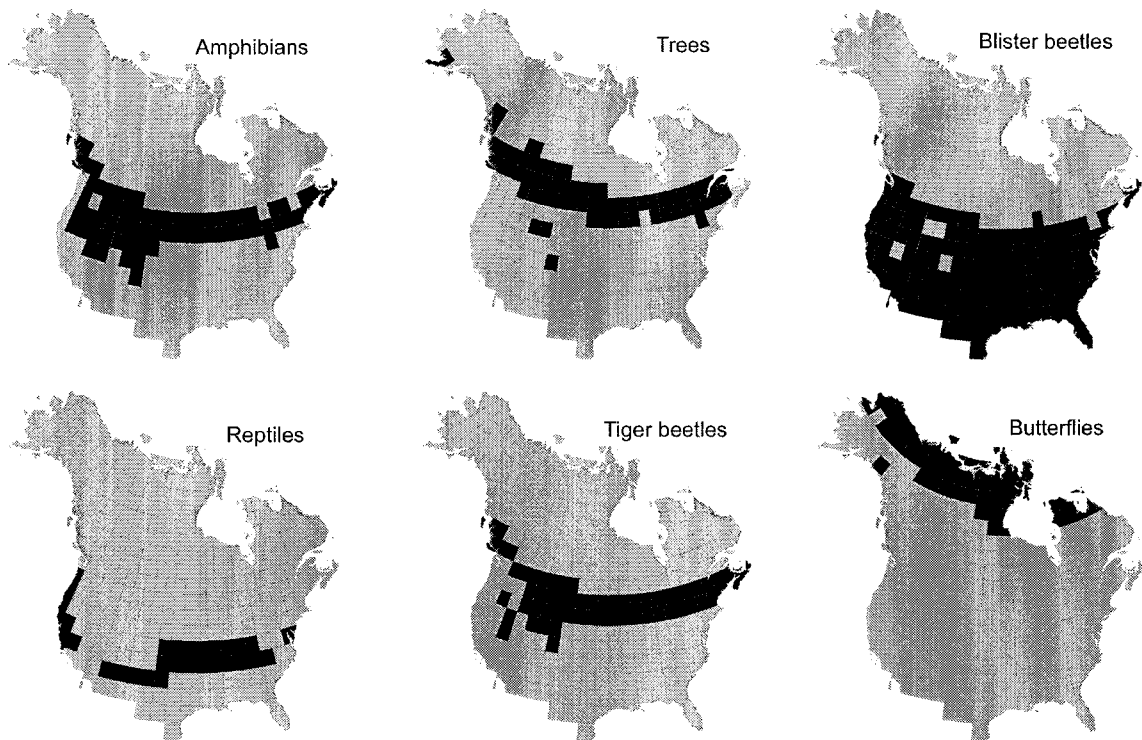 Amphibians
Trees
Blister beetles
Reptiles
Tiger beetles
Butterflies